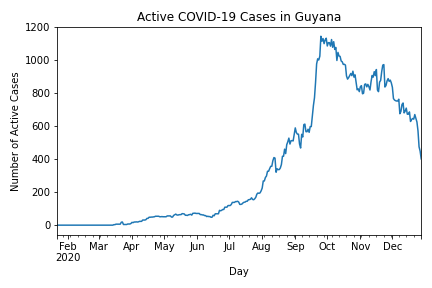 Active COVID-19 Cases in Guyana
Number of Active Cases
1200
1000
800
600
400
200
0
Feb Mar Apr May Jun Jul Aug Sep Oct Nov Dec
2020
Day